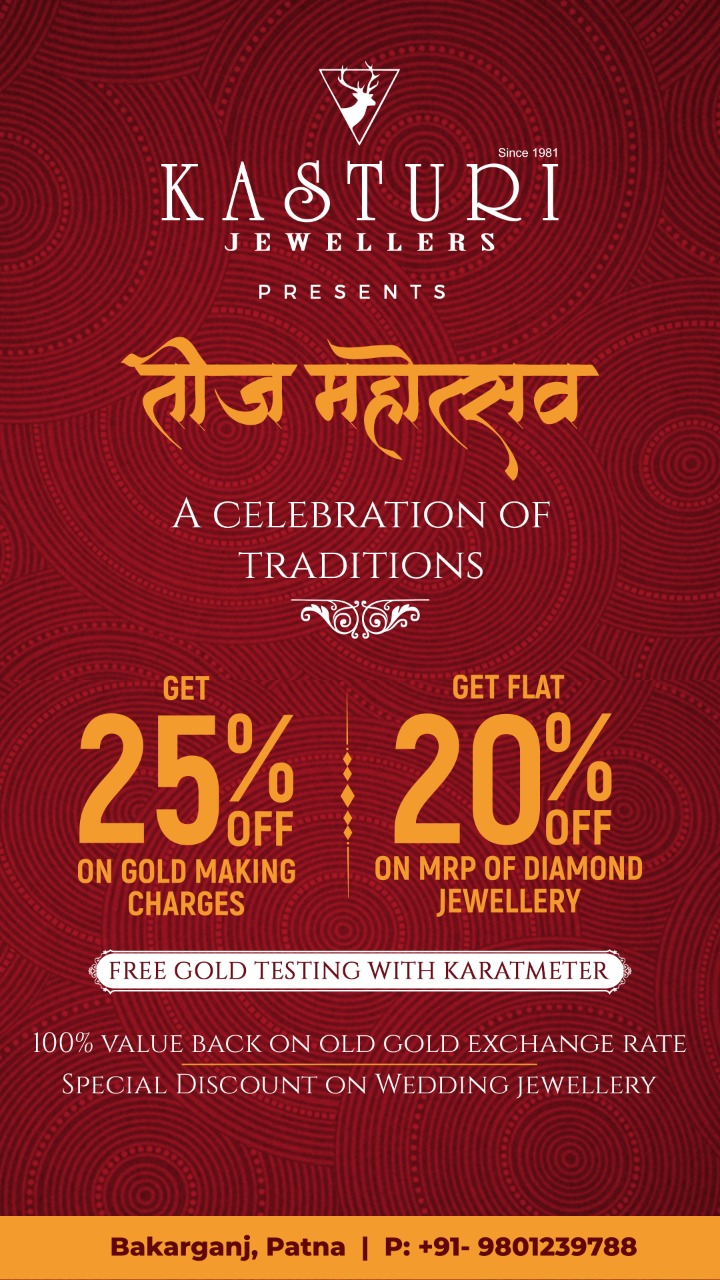 Since 1981
KASTURI
JEWELLERS
PRESENTS
तीज महोत्सव
A CELEBRATION OF
TRADITIONS
GET
25%
OFF
ON GOLD MAKING
CHARGES
GET FLAT
20%
OFF
ON MRP OF DIAMOND
JEWELLERY
FREE GOLD TESTING WITH KARATMETER
100% VALUE BACK ON OLD GOLD EXCHANGE RATE
SPECIAL DISCOUNT ON WEDDING JEWELLERY
Bakarganj, Patna | P: +91- 9801239788